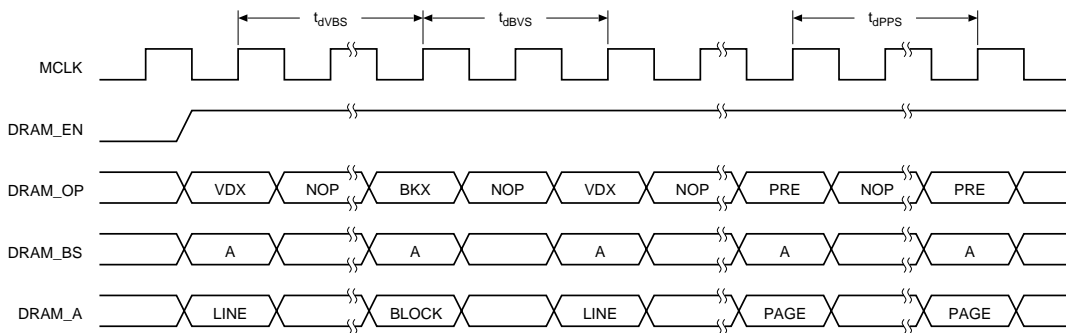 tdVBS tdBVS tdPPS
MCLK
DRAM_EN
DRAM_OP VDX NOP BKX NOP VDX NOP PRE NOP PRE
DRAM_BS A A A A A
DRAM_A LINE BLOCK LINE PAGE PAGE